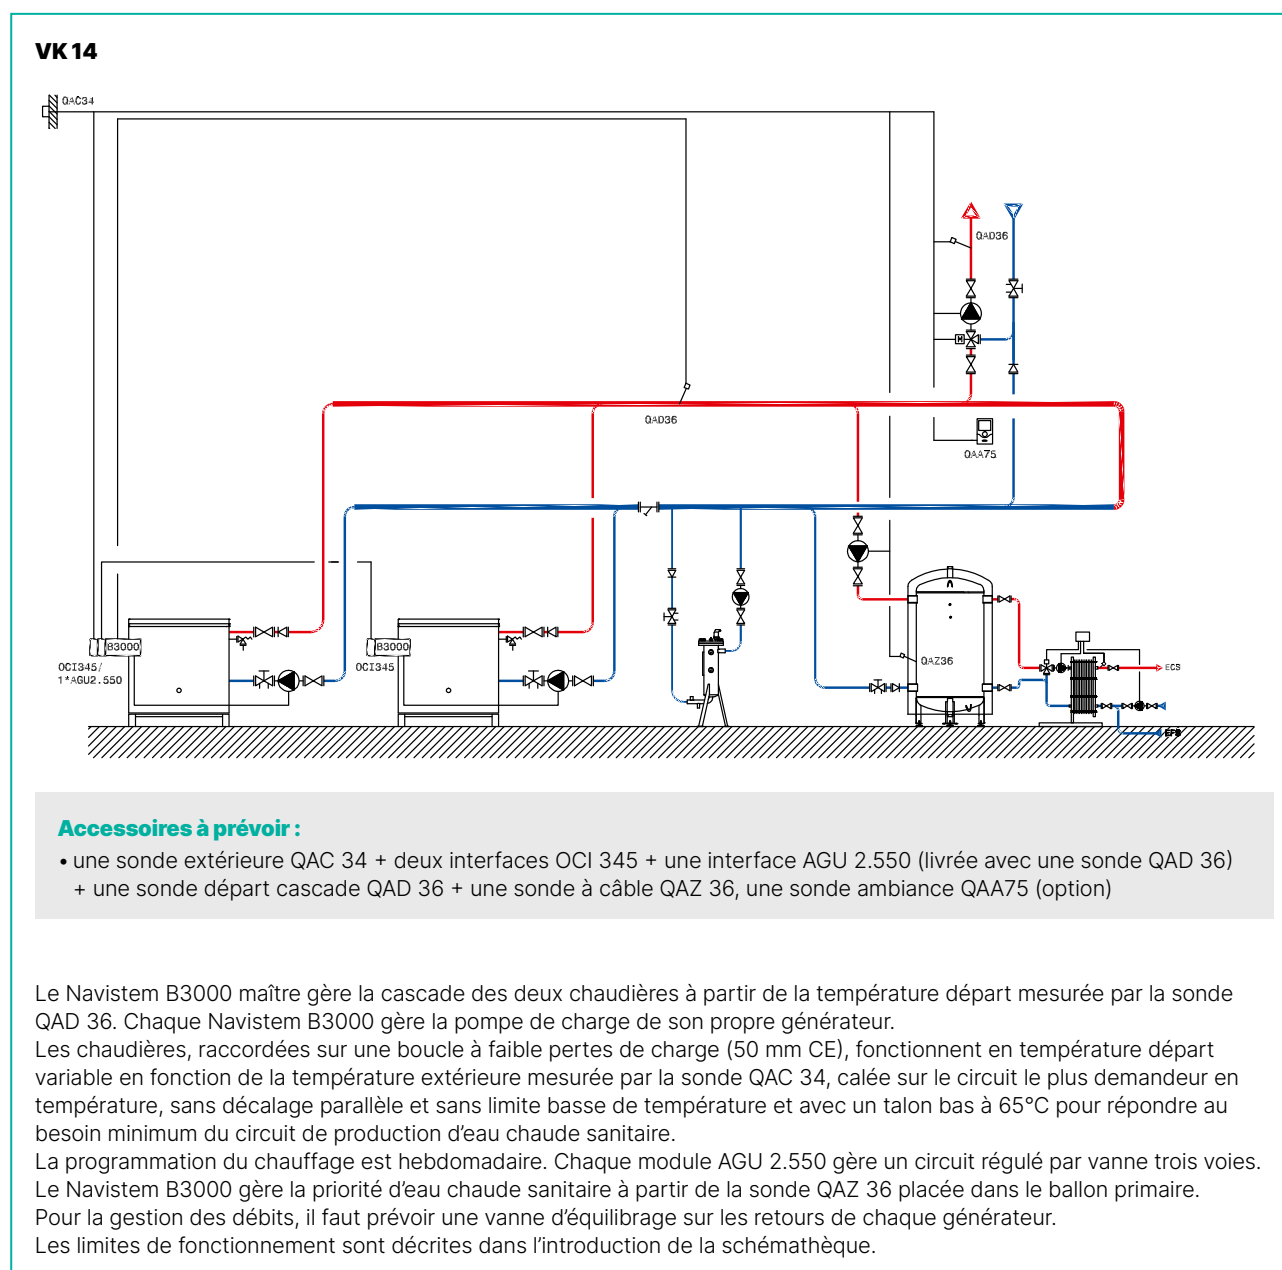 VK 14
QAC34
QAD36
QAD36
QAA75
B3000
OCI345/
1*AGU2.550
B3000
OCI345
QAZ36
ECS
EFS
M
Accessoires à prévoir :
• une sonde extérieure QAC 34 + deux interfaces OCI 345 + une interface AGU 2.550 (livrée avec une sonde QAD 36)
+ une sonde départ cascade QAD 36 + une sonde à câble QAZ 36, une sonde ambiance QAA75 (option)
Le Navistem B3000 maître gère la cascade des deux chaudières à partir de la température départ mesurée par la sonde
QAD 36. Chaque Navistem B3000 gère la pompe de charge de son propre générateur.
Les chaudières, raccordées sur une boucle à faible pertes de charge (50 mm CE), fonctionnent en température départ
variable en fonction de la température extérieure mesurée par la sonde QAC 34, calée sur le circuit le plus demandeur en
température, sans décalage parallèle et sans limite basse de température et avec un talon bas à 65°C pour répondre au
besoin minimum du circuit de production d’eau chaude sanitaire.
La programmation du chauffage est hebdomadaire. Chaque module AGU 2.550 gère un circuit régulé par vanne trois voies.
Le Navistem B3000 gère la priorité d’eau chaude sanitaire à partir de la sonde QAZ 36 placée dans le ballon primaire.
Pour la gestion des débits, il faut prévoir une vanne d’équilibrage sur les retours de chaque générateur.
Les limites de fonctionnement sont décrites dans l’introduction de la schémathèque.